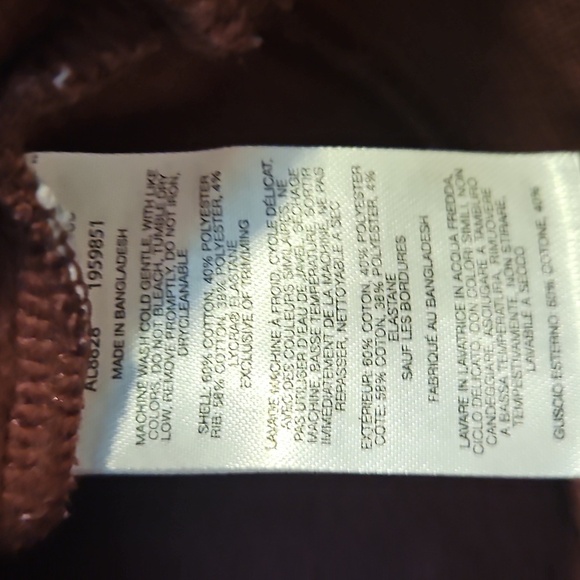 AL8828 1959851
MADE IN BANGLADESH
MACHINE WASH COLD GENTLE, WITH LIKE
COLORS, DO NOT BLEACH, TUMBLE DRY
LOW, REMOVE PROMPTLY, DO NOT IRON,
DRYCLEANABLE
SHELL: 60% COTTON, 40% POLYESTER
RIB: 58% COTTON, 38% POLYESTER, 4%
LYCRA® ELASTANE
EXCLUSIVE OF TRIMMING
LAVABLE MACHINE À FROID, CYCLE DÉLICAT,
AVEC DES COULEURS SIMILAIRES, NE
PAS UTILISER D'EAU DE JAVEL, SÉCHAGE
MACHINE, BASSE TEMPÉRATURE, SORTIR
IMMÉDIATEMENT DE LA MACHINE, NE PAS
REPASSER, NETTOYABLE À SEC
EXTÉRIEUR: 60% COTON, 40% POLYESTER
CÔTE: 58% COTON, 38% POLYESTER, 4%
ELASTANE
SAUF LES BORDURES
FABRIQUÉ AU BANGLADESH
LAVARE IN LAVATRICE IN ACQUA FREDDA,
CICLO DELICATO, CON COLORI SIMILI, NON
CANDEGGIARE, ASCIUGARE A TAMBURO
A BASSA TEMPERATURA, RIMUOVERE
TEMPESTIVAMENTE, NON STIRARE,
LAVABILE A SECCO
GUSCIO ESTERNO: 60% COTONE, 40%